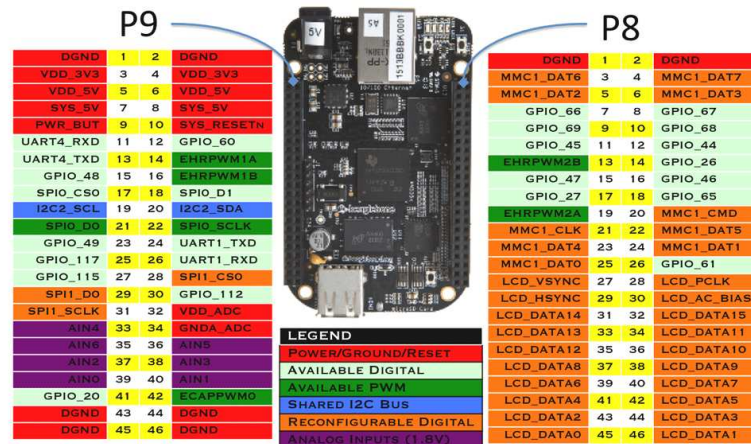 P9
P8
DGND 1 2 DGND
VDD_3V3 3 4 VDD_3V3
VDD_5V 5 6 VDD_5V
SYS_5V 7 8 SYS_5V
PWR_BUT 9 10 SYS_RESETN
UART4_RXD 11 12 GPIO_60
UART4_TXD 13 14 EHRPWM1A
GPIO_48 15 16 EHRPWM1B
SPI0_CS0 17 18 SPI0_D1
I2C2_SCL 19 20 I2C2_SDA
SPI0_D0 21 22 SPI0_SCLK
GPIO_49 23 24 UART1_TXD
GPIO_117 25 26 UART1_RXD
GPIO_115 27 28 SPI1_CS0
SPI1_D0 29 30 GPIO_112
SPI1_SCLK 31 32 VDD_ADC
AIN4 33 34 GNDA_ADC
AIN6 35 36 AIN5
AIN2 37 38 AIN3
AIN0 39 40 AIN1
GPIO_20 41 42 ECAPPWM0
DGND 43 44 DGND
DGND 45 46 DGND
5V
1513BBBK0001
10/100 Ethernet
beaglebone
microSD Card
LEGEND
POWER/GROUND/RESET
AVAILABLE DIGITAL
AVAILABLE PWM
SHARED I2C BUS
RECONFIGURABLE DIGITAL
ANALOG INPUTS (1.8V)
DGND 1 2 DGND
MMC1_DAT6 3 4 MMC1_DAT7
MMC1_DAT2 5 6 MMC1_DAT3
GPIO_66 7 8 GPIO_67
GPIO_69 9 10 GPIO_68
GPIO_45 11 12 GPIO_44
EHRPWM2B 13 14 GPIO_26
GPIO_47 15 16 GPIO_46
GPIO_27 17 18 GPIO_65
EHRPWM2A 19 20 MMC1_CMD
MMC1_CLK 21 22 MMC1_DAT5
MMC1_DAT4 23 24 MMC1_DAT1
MMC1_DAT0 25 26 GPIO_61
LCD_VSYNC 27 28 LCD_PCLK
LCD_HSYNC 29 30 LCD_AC_BIAS
LCD_DATA14 31 32 LCD_DATA15
LCD_DATA13 33 34 LCD_DATA11
LCD_DATA12 35 36 LCD_DATA10
LCD_DATA8 37 38 LCD_DATA9
LCD_DATA6 39 40 LCD_DATA7
LCD_DATA4 41 42 LCD_DATA5
LCD_DATA2 43 44 LCD_DATA3
LCD_DATA0 45 46 LCD_DATA1